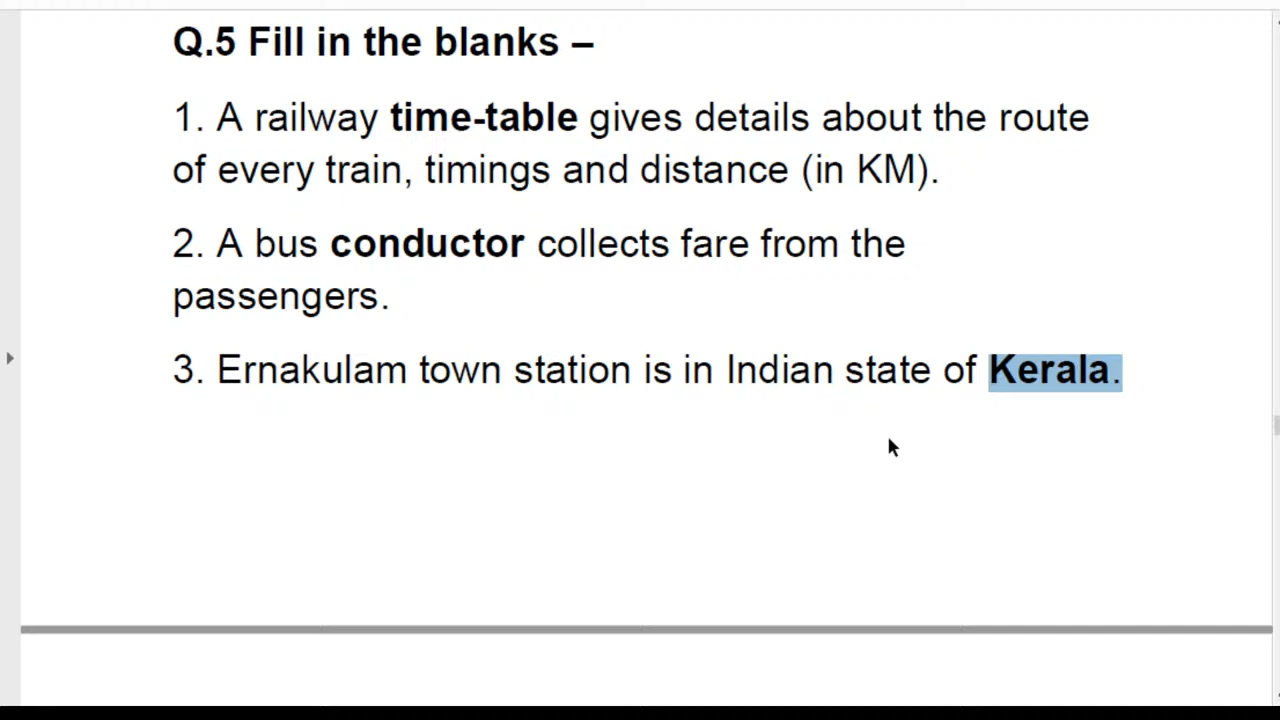 Q.5 Fill in the blanks –
1. A railway time-table gives details about the route
of every train, timings and distance (in KM).
2. A bus conductor collects fare from the
passengers.
3. Ernakulam town station is in Indian state of Kerala.